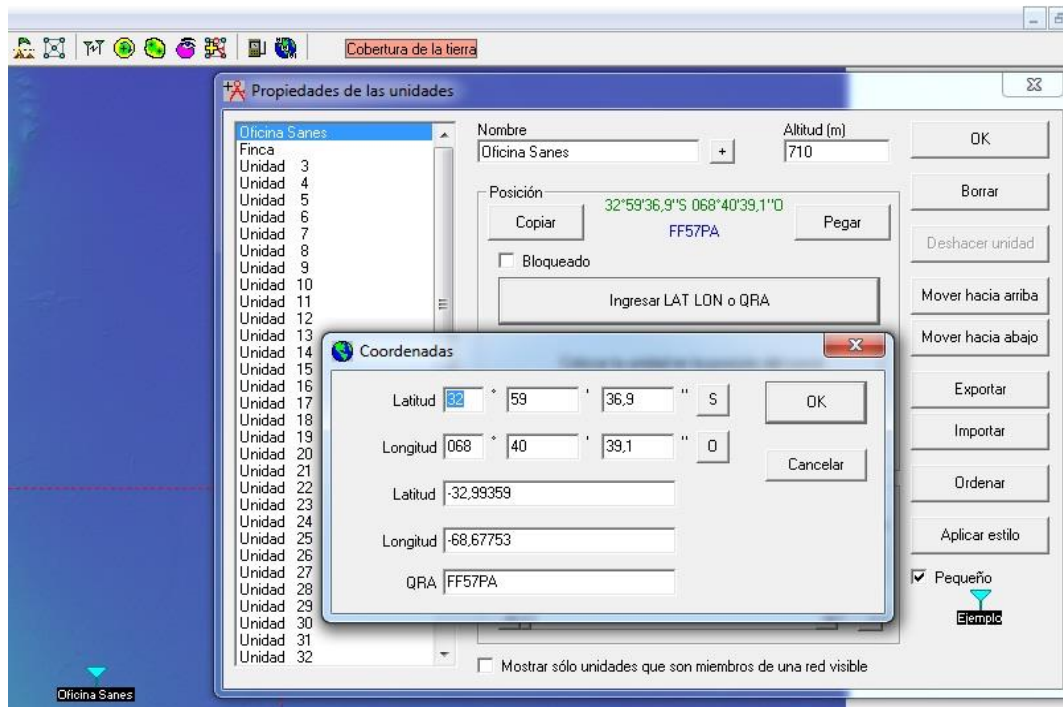 Cobertura de la tierra
Propiedades de las unidades
Oficina Sanes
Finca
Unidad 3
Unidad 4
Unidad 5
Unidad 6
Unidad 7
Unidad 8
Unidad 9
Unidad 10
Unidad 11
Unidad 12
Unidad 13
Unidad 14
Unidad 15
Unidad 16
Unidad 17
Unidad 18
Unidad 19
Unidad 20
Unidad 21
Unidad 22
Unidad 23
Unidad 24
Unidad 25
Unidad 26
Unidad 27
Unidad 28
Unidad 29
Unidad 30
Unidad 31
Unidad 32
Nombre
Oficina Sanes
+
Altitud (m)
710
Posición
Copiar
32°59'36,9"S 068°40'39,1"O
FF57PA
Pegar
Bloqueado
Ingresar LAT LON o QRA
OK
Borrar
Deshacer unidad
Mover hacia arriba
Mover hacia abajo
Exportar
Importar
Ordenar
Aplicar estilo
Pequeño
Ejemplo
Coordenadas
Latitud 32 ° 59 ' 36,9 " S
Longitud 068 ° 40 ' 39,1 " O
Latitud -32,99359
Longitud -68,67753
QRA FF57PA
OK
Cancelar
Mostrar sólo unidades que son miembros de una red visible
Oficina Sanes